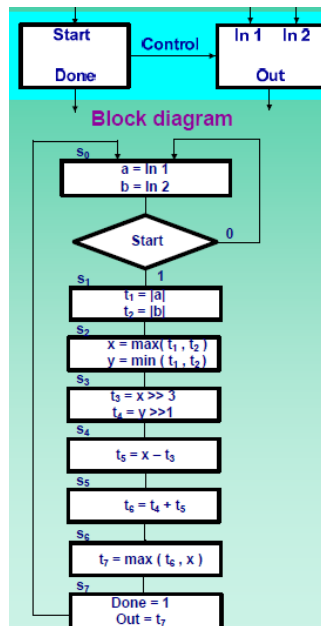 Start
In 1 In 2
Control
Done
Out
Block diagram
s₀
a = In 1
b = In 2
Start
0
1
s₁
t₁ = |a|
t₂ = |b|
s₂
x = max( t₁ , t₂ )
y = min ( t₁ , t₂)
s₃
t₃ = x >> 3
t₄ = y >>1
s₄
t₅ = x – t₃
s₅
t₆ = t₄ + t₅
s₆
t₇ = max ( t₆ , x )
s₇
Done = 1
Out = t₇